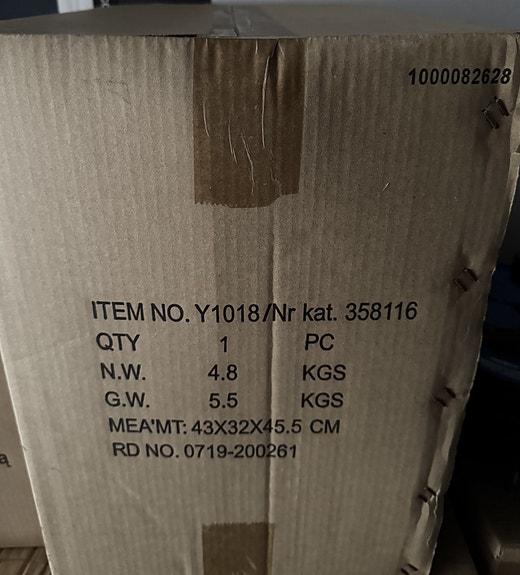 1000082628
ITEM NO. Y1018/Nr kat. 358116
QTY 1 PC
N.W. 4.8 KGS
G.W. 5.5 KGS
MEA'MT: 43X32X45.5 CM
RD NO. 0719-200261
ą